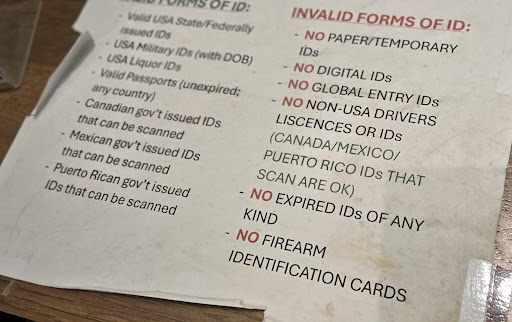 FORMS OF ID:
- Valid USA State/Federally
issued IDs
- USA Military IDs (with DOB)
- USA Liquor IDs
- Valid Passports (unexpired;
any country)
- Canadian gov't issued IDs
that can be scanned
- Mexican gov't issued IDs
that can be scanned
- Puerto Rican gov't issued
IDs that can be scanned
INVALID FORMS OF ID:
- NO PAPER/TEMPORARY
IDs
- NO DIGITAL IDs
- NO GLOBAL ENTRY IDs
- NO NON-USA DRIVERS
LISCENCES OR IDs
(CANADA/MEXICO/
PUERTO RICO IDs THAT
SCAN ARE OK)
- NO EXPIRED IDs OF ANY
KIND
- NO FIREARM
IDENTIFICATION CARDS